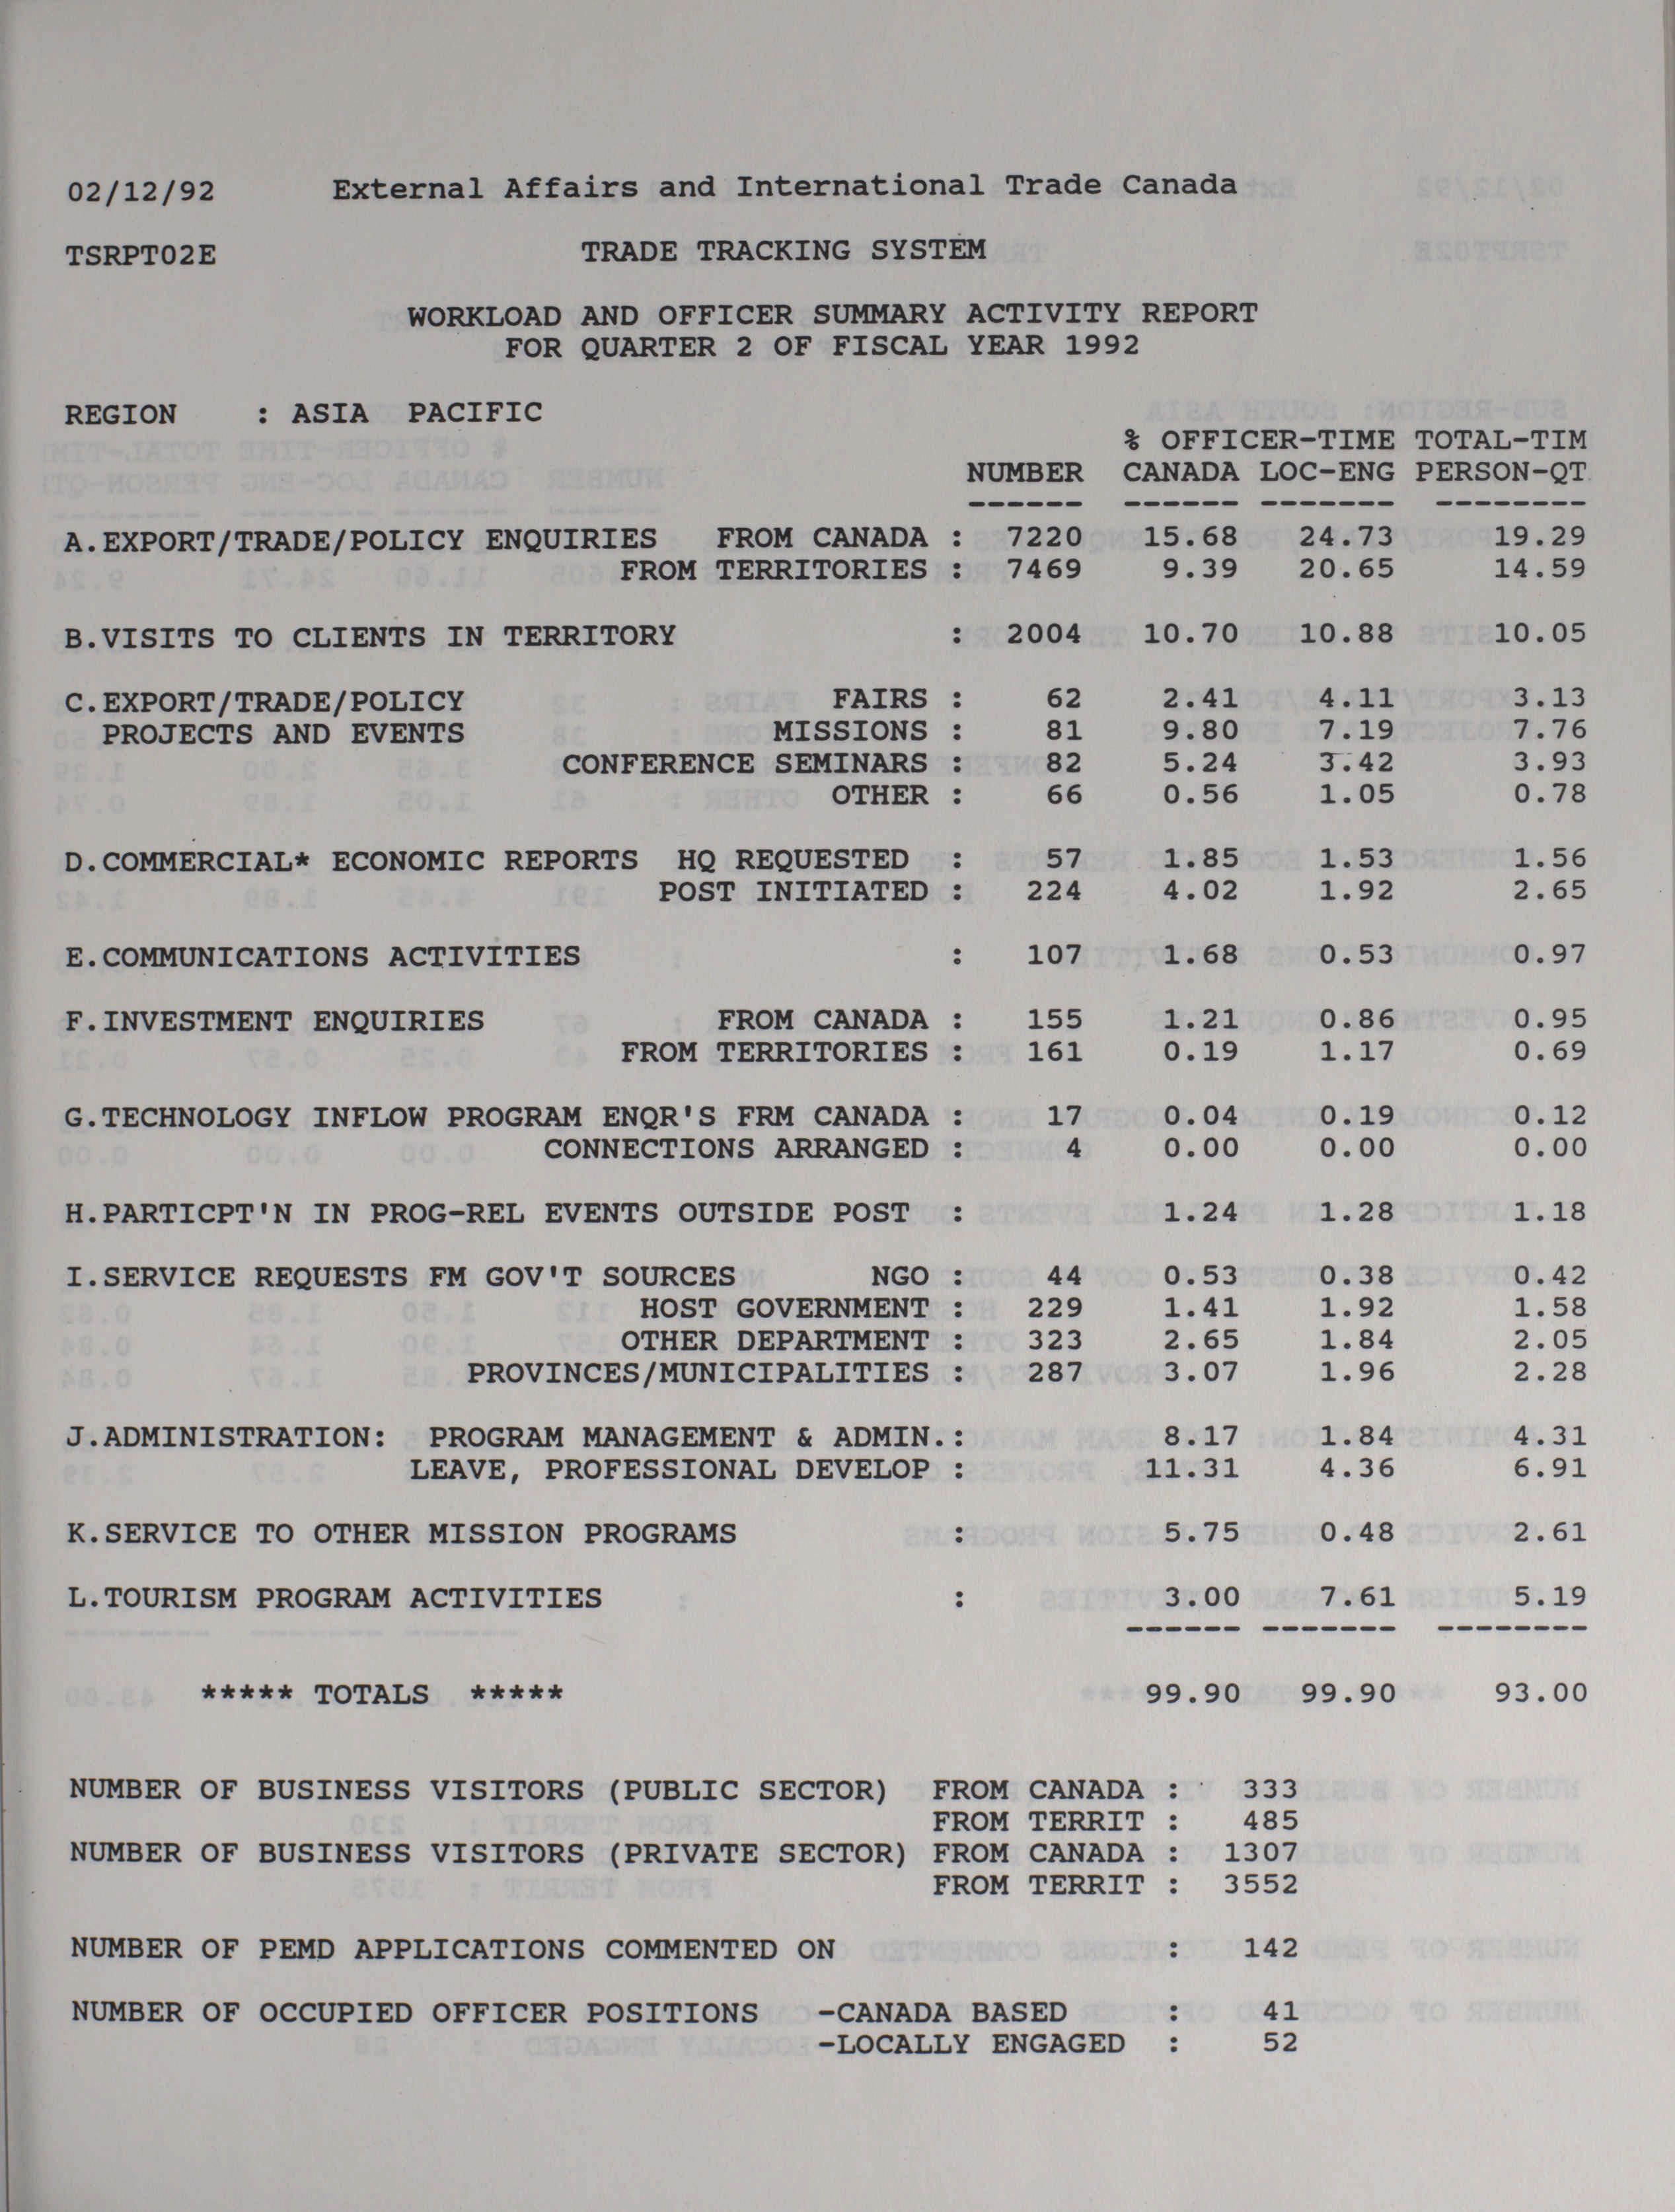 02/12/92 External Affairs and International Trade Canada
TSRPT02E TRADE TRACKING SYSTEM
WORKLOAD AND OFFICER SUMMARY ACTIVITY REPORT
FOR QUARTER 2 OF FISCAL YEAR 1992
REGION : ASIA PACIFIC
% OFFICER-TIME TOTAL-TIM
NUMBER CANADA LOC-ENG PERSON-QT
------ ------ ------- --------
A.EXPORT/TRADE/POLICY ENQUIRIES FROM CANADA : 7220 15.68 24.73 19.29
FROM TERRITORIES : 7469 9.39 20.65 14.59
B.VISITS TO CLIENTS IN TERRITORY : 2004 10.70 10.88 10.05
C.EXPORT/TRADE/POLICY FAIRS : 62 2.41 4.11 3.13
PROJECTS AND EVENTS MISSIONS : 81 9.80 7.19 7.76
CONFERENCE SEMINARS : 82 5.24 3.42 3.93
OTHER : 66 0.56 1.05 0.78
D.COMMERCIAL* ECONOMIC REPORTS HQ REQUESTED : 57 1.85 1.53 1.56
POST INITIATED : 224 4.02 1.92 2.65
E.COMMUNICATIONS ACTIVITIES : 107 1.68 0.53 0.97
F.INVESTMENT ENQUIRIES FROM CANADA : 155 1.21 0.86 0.95
FROM TERRITORIES : 161 0.19 1.17 0.69
G.TECHNOLOGY INFLOW PROGRAM ENQR'S FRM CANADA : 17 0.04 0.19 0.12
CONNECTIONS ARRANGED : 4 0.00 0.00 0.00
H.PARTICPT'N IN PROG-REL EVENTS OUTSIDE POST : 1.24 1.28 1.18
I.SERVICE REQUESTS FM GOV'T SOURCES NGO : 44 0.53 0.38 0.42
HOST GOVERNMENT : 229 1.41 1.92 1.58
OTHER DEPARTMENT : 323 2.65 1.84 2.05
PROVINCES/MUNICIPALITIES : 287 3.07 1.96 2.28
J.ADMINISTRATION: PROGRAM MANAGEMENT & ADMIN.: 8.17 1.84 4.31
LEAVE, PROFESSIONAL DEVELOP : 11.31 4.36 6.91
K.SERVICE TO OTHER MISSION PROGRAMS : 5.75 0.48 2.61
L.TOURISM PROGRAM ACTIVITIES : 3.00 7.61 5.19
------ ------- --------
***** TOTALS ***** 99.90 99.90 93.00
NUMBER OF BUSINESS VISITORS (PUBLIC SECTOR) FROM CANADA : 333
FROM TERRIT : 485
NUMBER OF BUSINESS VISITORS (PRIVATE SECTOR) FROM CANADA : 1307
FROM TERRIT : 3552
NUMBER OF PEMD APPLICATIONS COMMENTED ON : 142
NUMBER OF OCCUPIED OFFICER POSITIONS -CANADA BASED : 41
-LOCALLY ENGAGED : 52